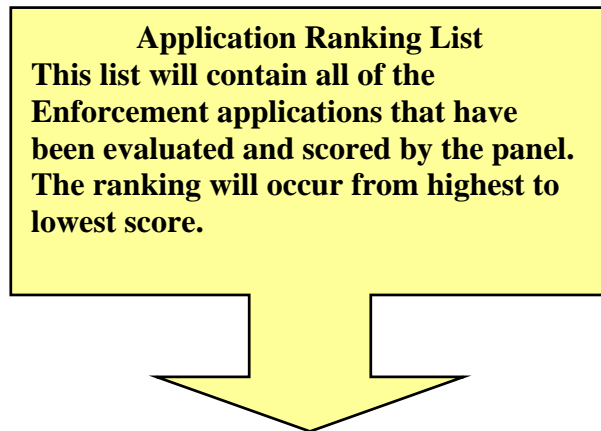 Application Ranking List
This list will contain all of the
Enforcement applications that have
been evaluated and scored by the panel.
The ranking will occur from highest to
lowest score.